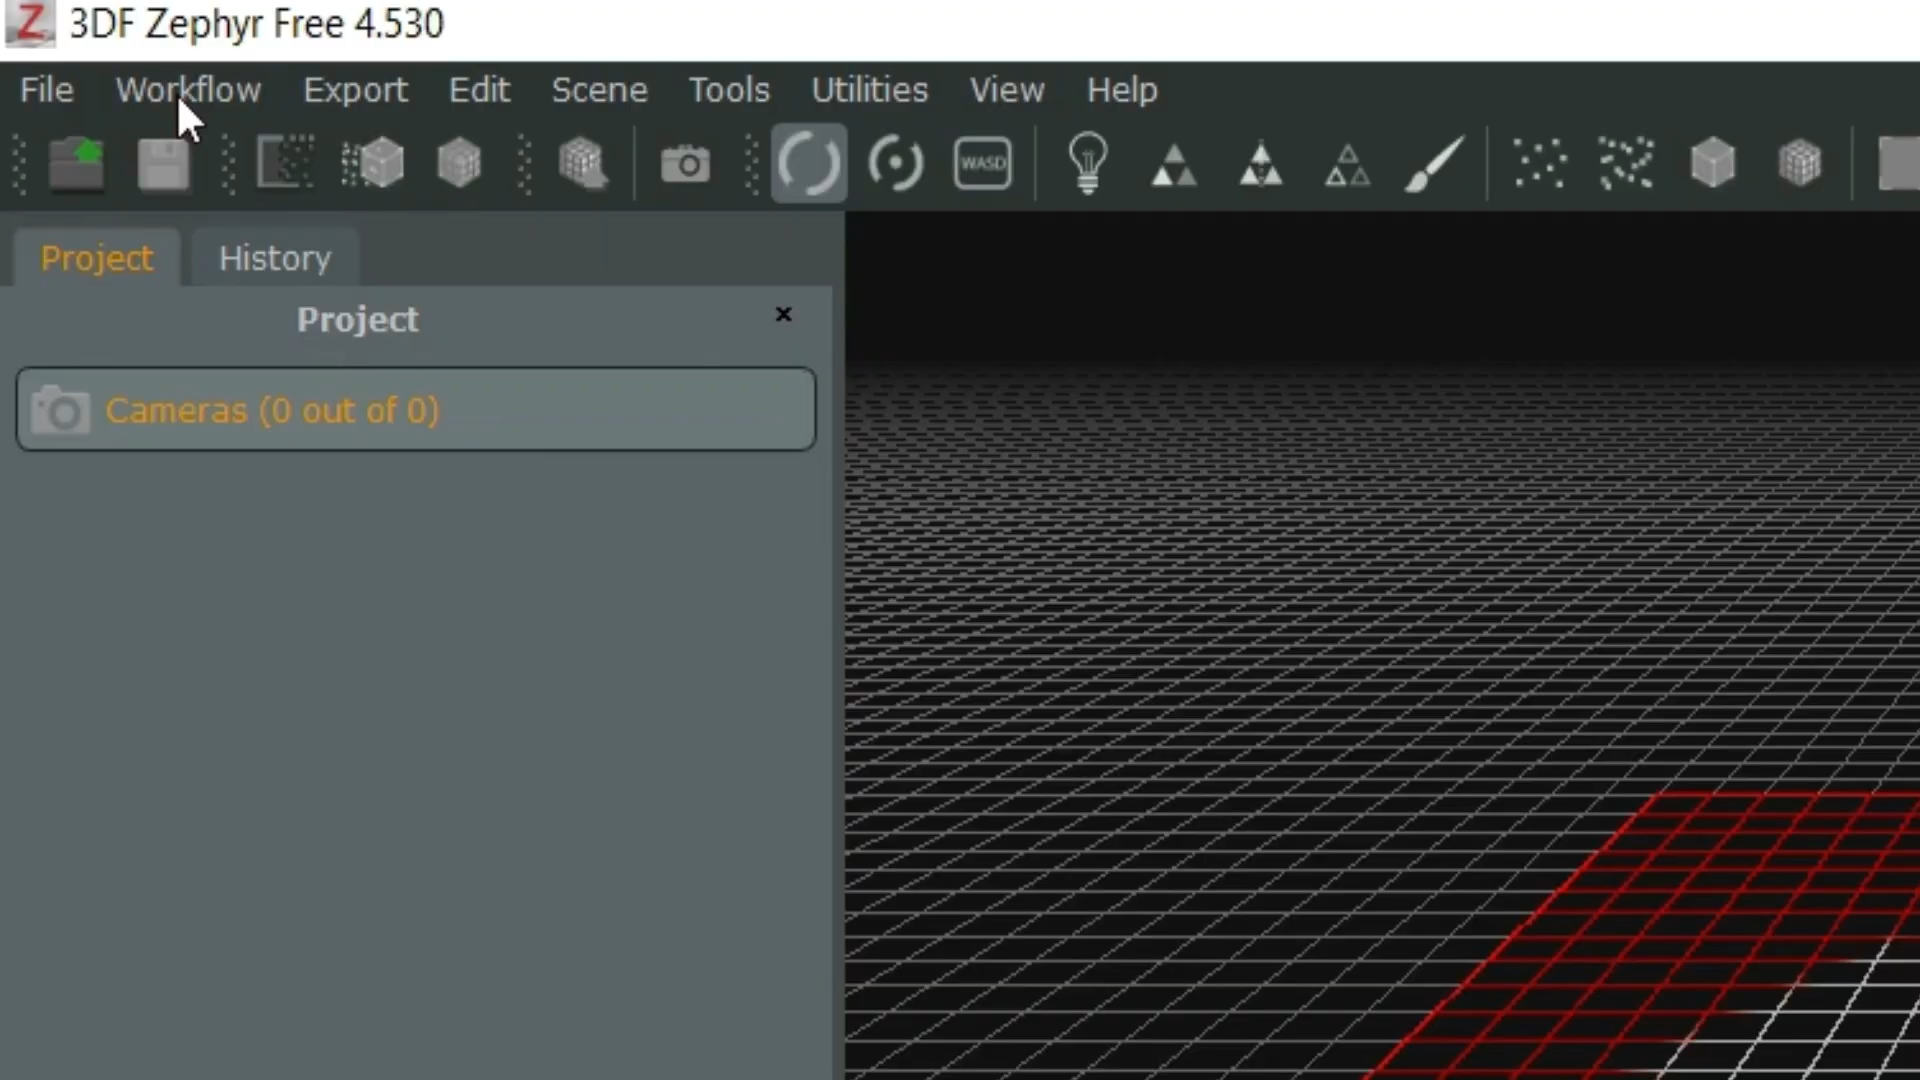 Z 3DF Zephyr Free 4.530
File Workflow Export Edit Scene Tools Utilities View Help
WASD
Project History
Project ×
Cameras (0 out of 0)